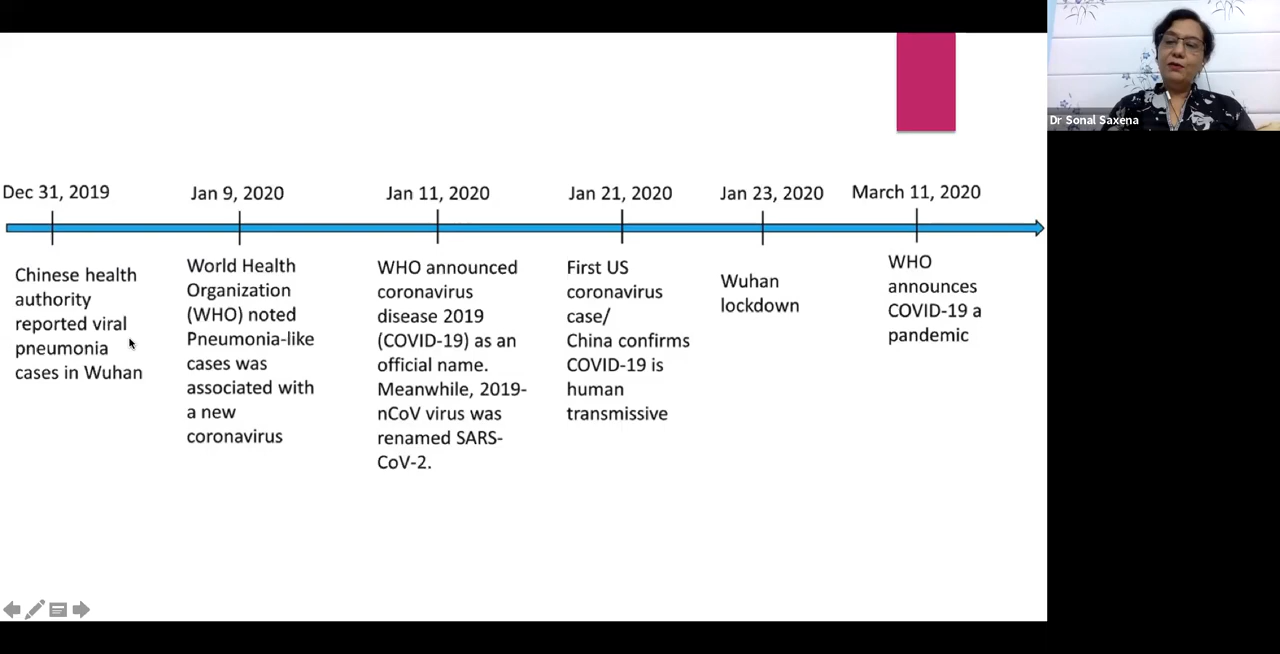 Dr Sonal Saxena
Dec 31, 2019
Jan 9, 2020
Jan 11, 2020
Jan 21, 2020
Jan 23, 2020
March 11, 2020
Chinese health
authority
reported viral
pneumonia
cases in Wuhan
World Health
Organization
(WHO) noted
Pneumonia-like
cases was
associated with
a new
coronavirus
WHO announced
coronavirus
disease 2019
(COVID-19) as an
official name.
Meanwhile, 2019-
nCoV virus was
renamed SARS-
CoV-2.
First US
coronavirus
case/
China confirms
COVID-19 is
human
transmissive
Wuhan
lockdown
WHO
announces
COVID-19 a
pandemic